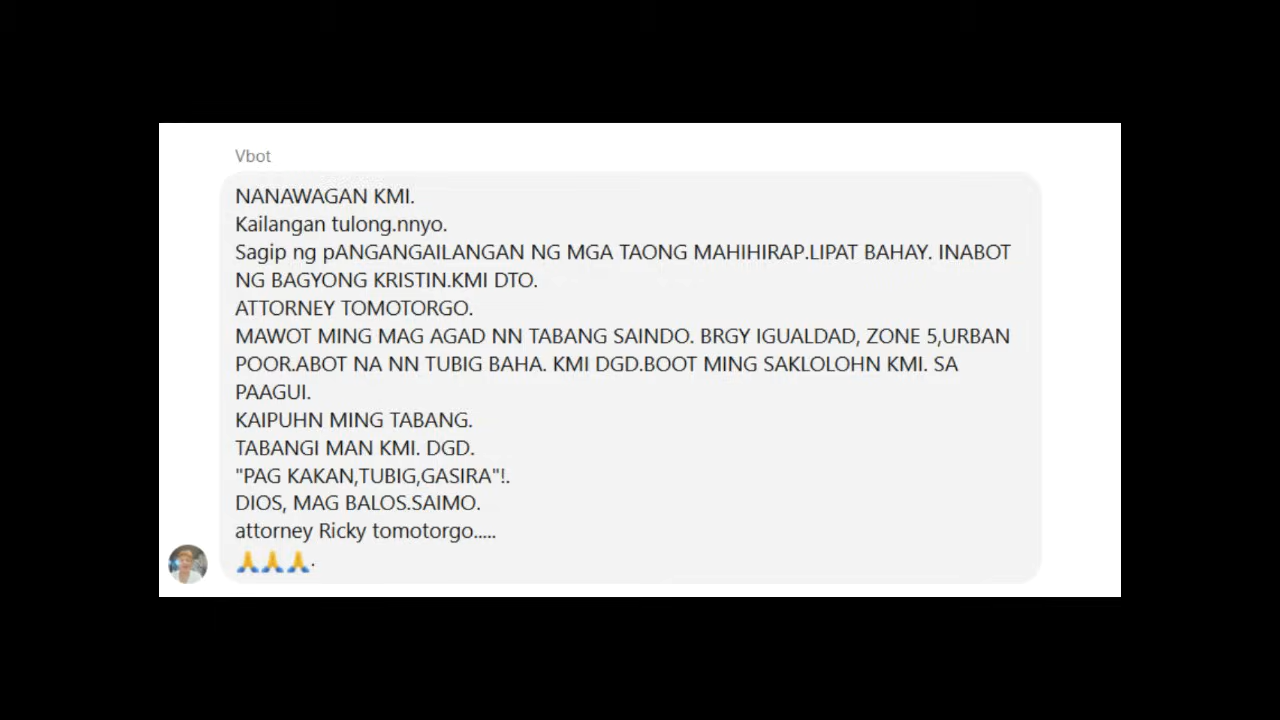 Vbot
NANAWAGAN KMI.
Kailangan tulong.nnyo.
Sagip ng pANGANGAILANGAN NG MGA TAONG MAHIHIRAP.LIPAT BAHAY. INABOT
NG BAGYONG KRISTIN.KMI DTO.
ATTORNEY TOMOTORGO.
MAWOT MING MAG AGAD NN TABANG SAINDO. BRGY IGUALDAD, ZONE 5,URBAN
POOR.ABOT NA NN TUBIG BAHA. KMI DGD.BOOT MING SAKLOLOHN KMI. SA
PAAGUI.
KAIPUHN MING TABANG.
TABANGI MAN KMI. DGD.
"PAG KAKAN,TUBIG,GASIRA"!.
DIOS, MAG BALOS.SAIMO.
attorney Ricky tomotorgo.....
🙏🙏🙏.